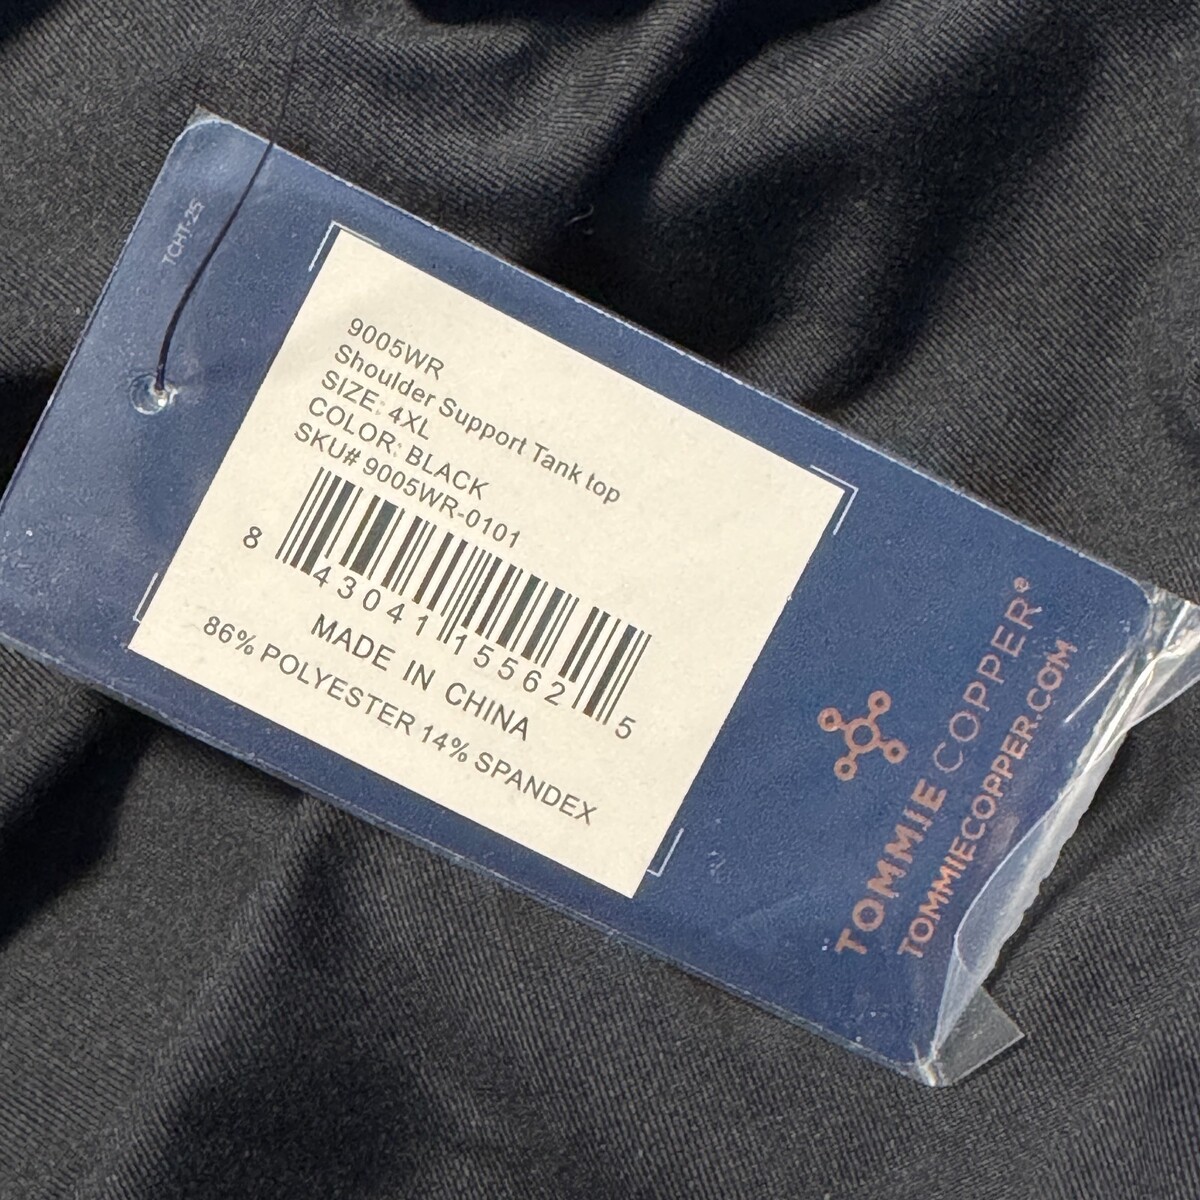 TCHT-25
9005WR
Shoulder Support Tank top
SIZE: 4XL
COLOR: BLACK
SKU# 9005WR-0101
8 43041 15562 5
MADE IN CHINA
86% POLYESTER 14% SPANDEX
TOMMIE COPPER®
TOMMIECOPPER.COM